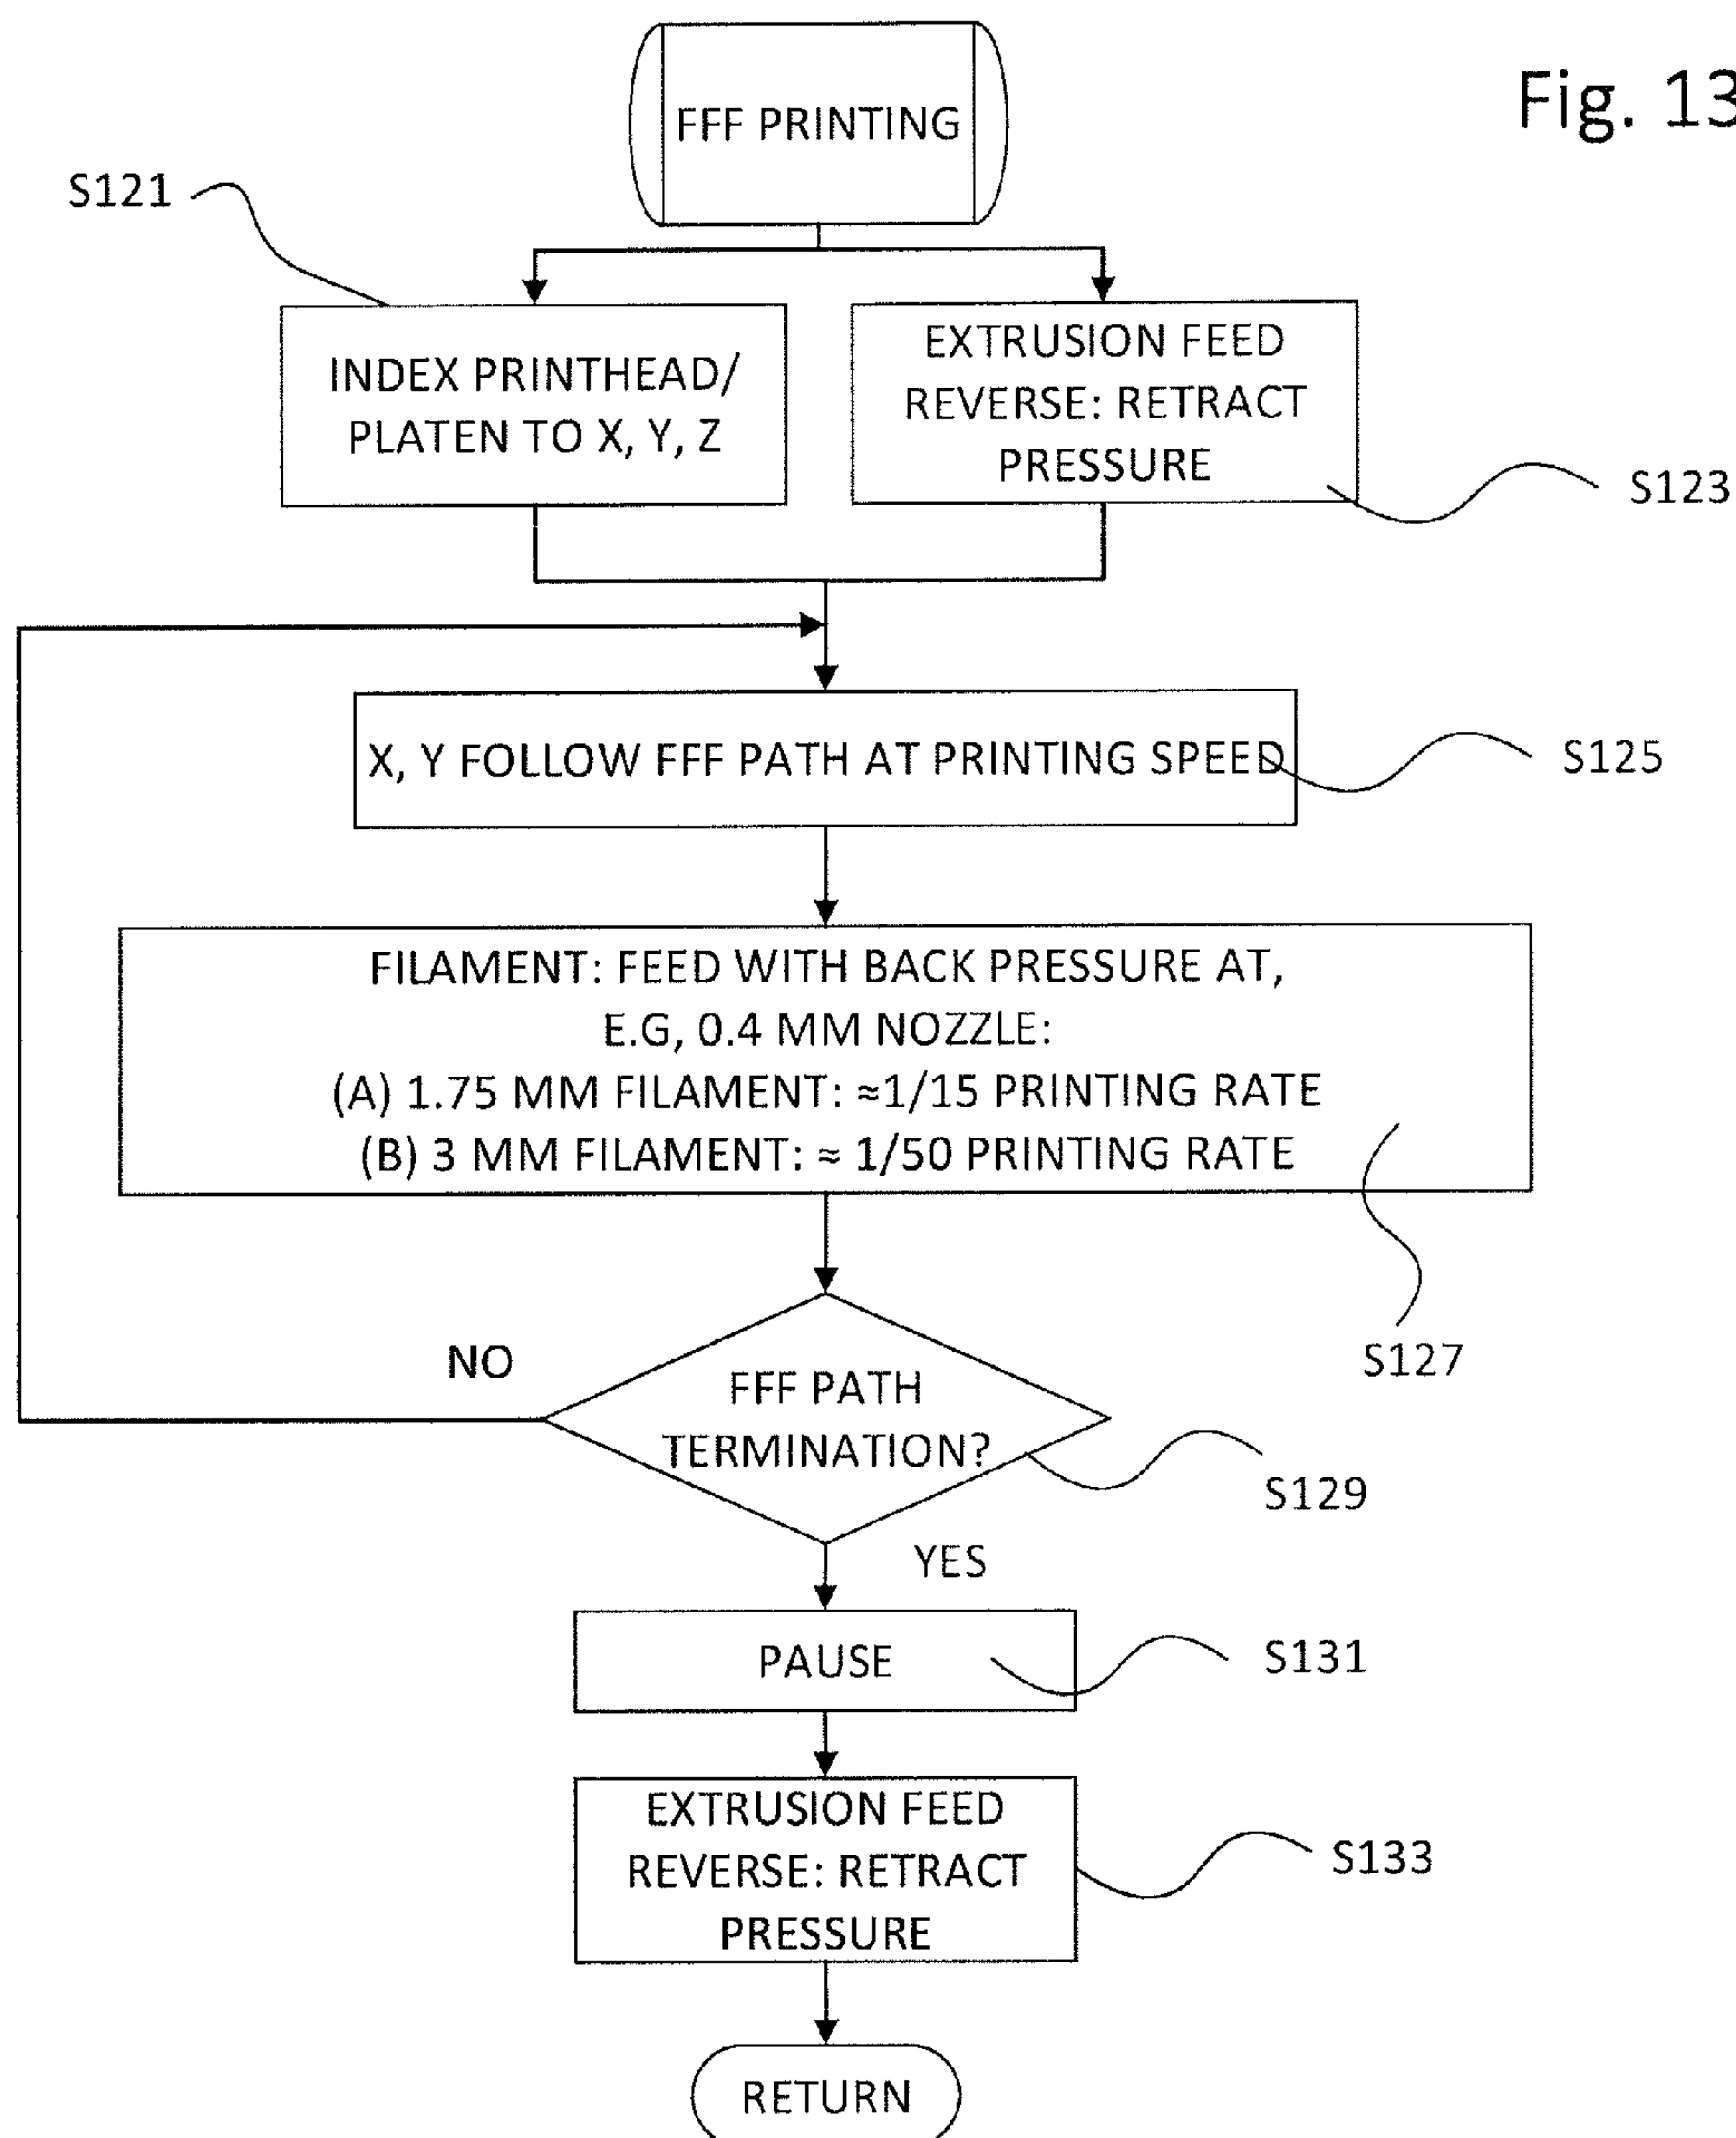 Fig. 13
FFF PRINTING
S121
INDEX PRINTHEAD/
PLATEN TO X, Y, Z
EXTRUSION FEED
REVERSE: RETRACT
PRESSURE
S123
X, Y FOLLOW FFF PATH AT PRINTING SPEED
S125
FILAMENT: FEED WITH BACK PRESSURE AT,
E.G, 0.4 MM NOZZLE:
(A) 1.75 MM FILAMENT: ≈1/15 PRINTING RATE
(B) 3 MM FILAMENT: ≈ 1/50 PRINTING RATE
S127
NO
FFF PATH
TERMINATION?
S129
YES
PAUSE
S131
EXTRUSION FEED
REVERSE: RETRACT
PRESSURE
S133
RETURN